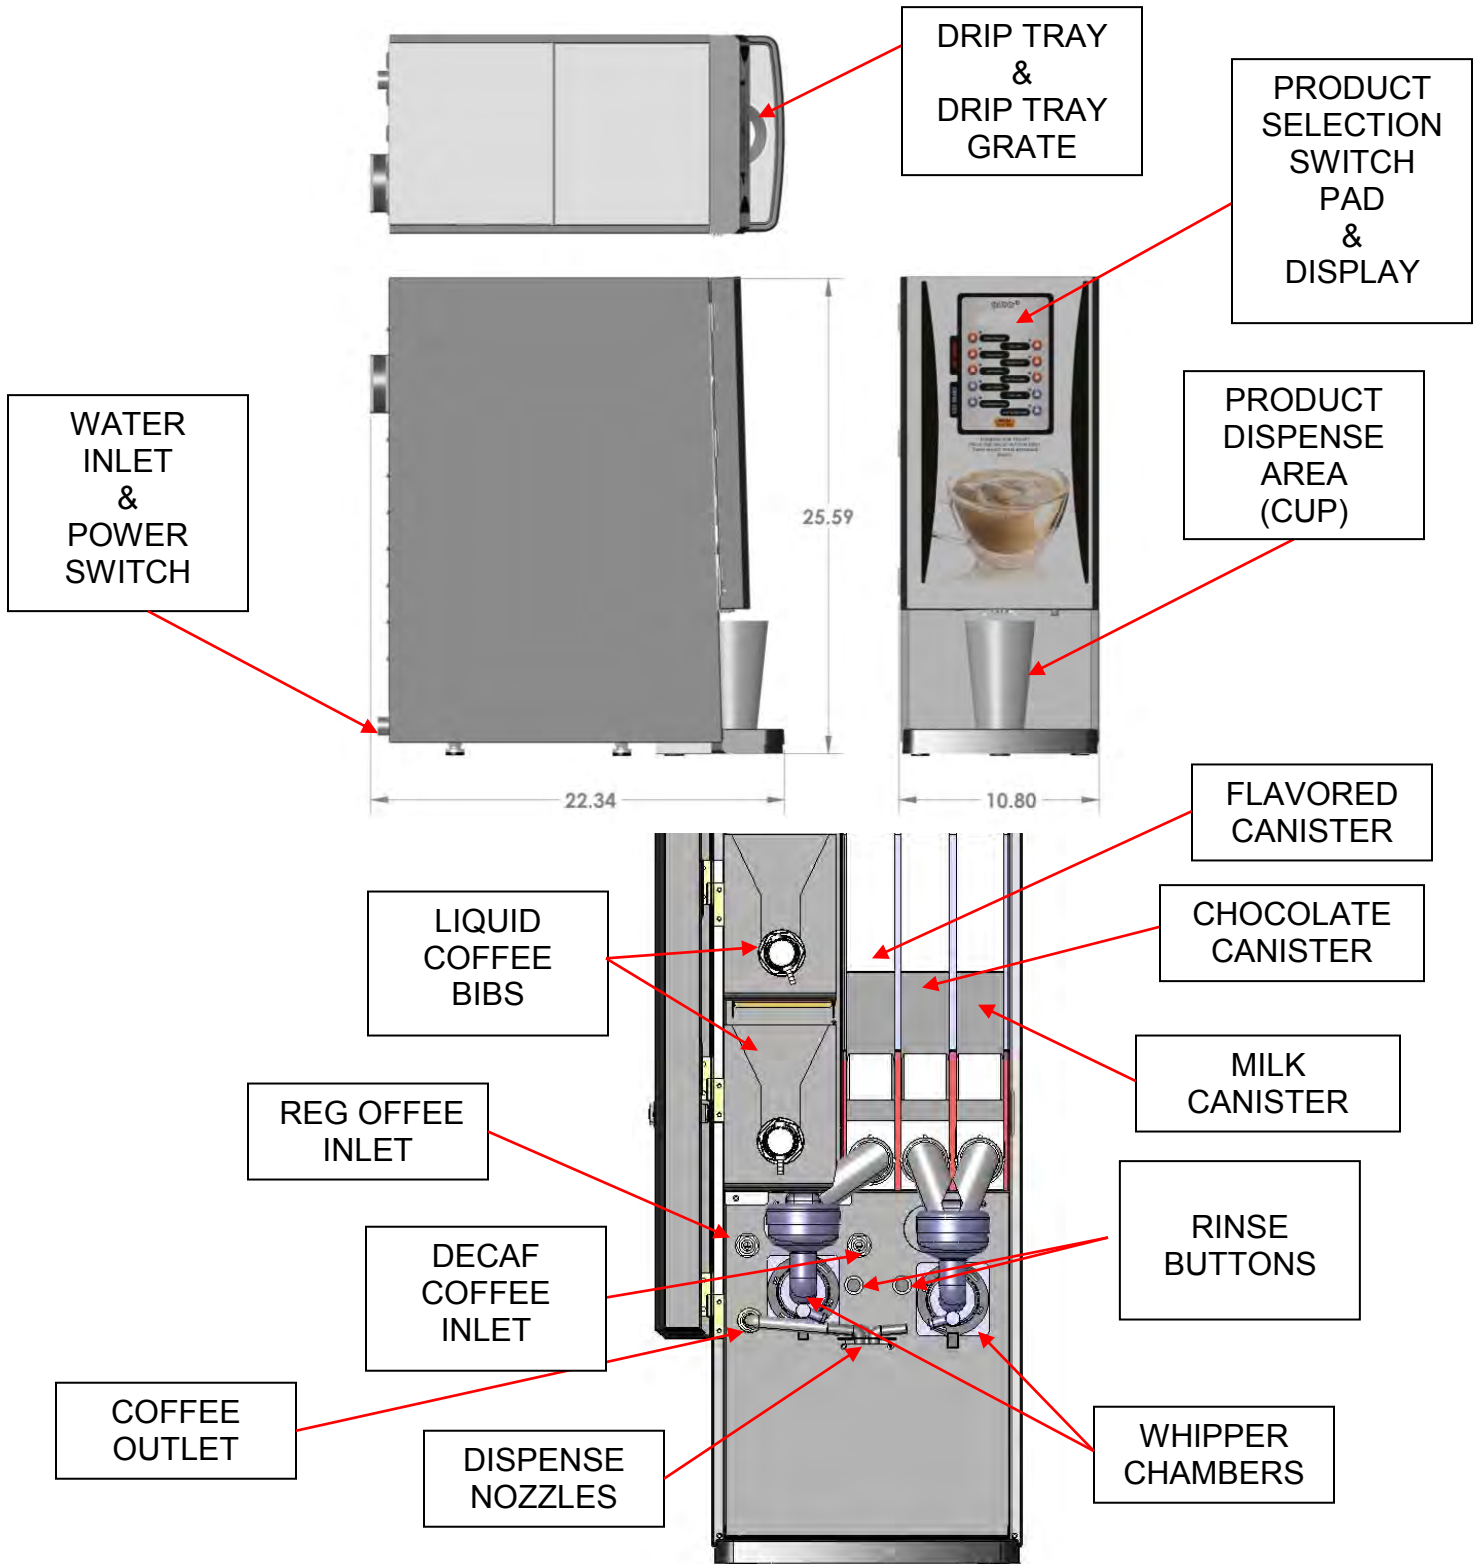 DRIP TRAY
&
DRIP TRAY
GRATE
PRODUCT
SELECTION
SWITCH
PAD
&
DISPLAY
WATER
INLET
&
POWER
SWITCH
PRODUCT
DISPENSE
AREA
(CUP)
25.59
22.34
10.80
FLAVORED
CANISTER
LIQUID
COFFEE
BIBS
CHOCOLATE
CANISTER
MILK
CANISTER
REG OFFEE
INLET
RINSE
BUTTONS
DECAF
COFFEE
INLET
COFFEE
OUTLET
DISPENSE
NOZZLES
WHIPPER
CHAMBERS